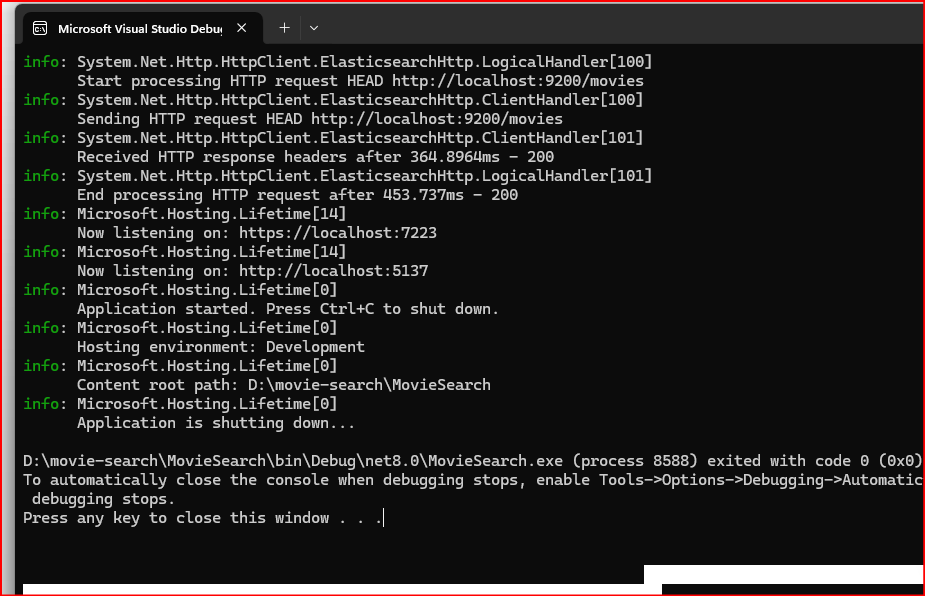 Microsoft Visual Studio Debug
info: System.Net.Http.HttpClient.ElasticsearchHttp.LogicalHandler[100]
Start processing HTTP request HEAD http://localhost:9200/movies
info: System.Net.Http.HttpClient.ElasticsearchHttp.ClientHandler[100]
Sending HTTP request HEAD http://localhost:9200/movies
info: System.Net.Http.HttpClient.ElasticsearchHttp.ClientHandler[101]
Received HTTP response headers after 364.8964ms - 200
info: System.Net.Http.HttpClient.ElasticsearchHttp.LogicalHandler[101]
End processing HTTP request after 453.737ms - 200
info: Microsoft.Hosting.Lifetime[14]
Now listening on: https://localhost:7223
info: Microsoft.Hosting.Lifetime[14]
Now listening on: http://localhost:5137
info: Microsoft.Hosting.Lifetime[0]
Application started. Press Ctrl+C to shut down.
info: Microsoft.Hosting.Lifetime[0]
Hosting environment: Development
info: Microsoft.Hosting.Lifetime[0]
Content root path: D:\movie-search\MovieSearch
info: Microsoft.Hosting.Lifetime[0]
Application is shutting down...
D:\movie-search\MovieSearch\bin\Debug\net8.0\MovieSearch.exe (process 8588) exited with code 0 (0x0)
To automatically close the console when debugging stops, enable Tools->Options->Debugging->Automatic
debugging stops.
Press any key to close this window . . .